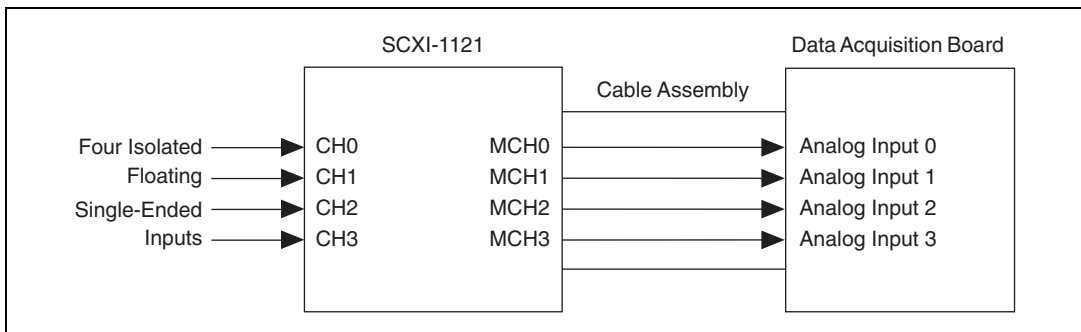 SCXI-1121
Data Acquisition Board
Cable Assembly
Four Isolated
Floating
Single-Ended
Inputs
CH0
CH1
CH2
CH3
MCH0
MCH1
MCH2
MCH3
Analog Input 0
Analog Input 1
Analog Input 2
Analog Input 3